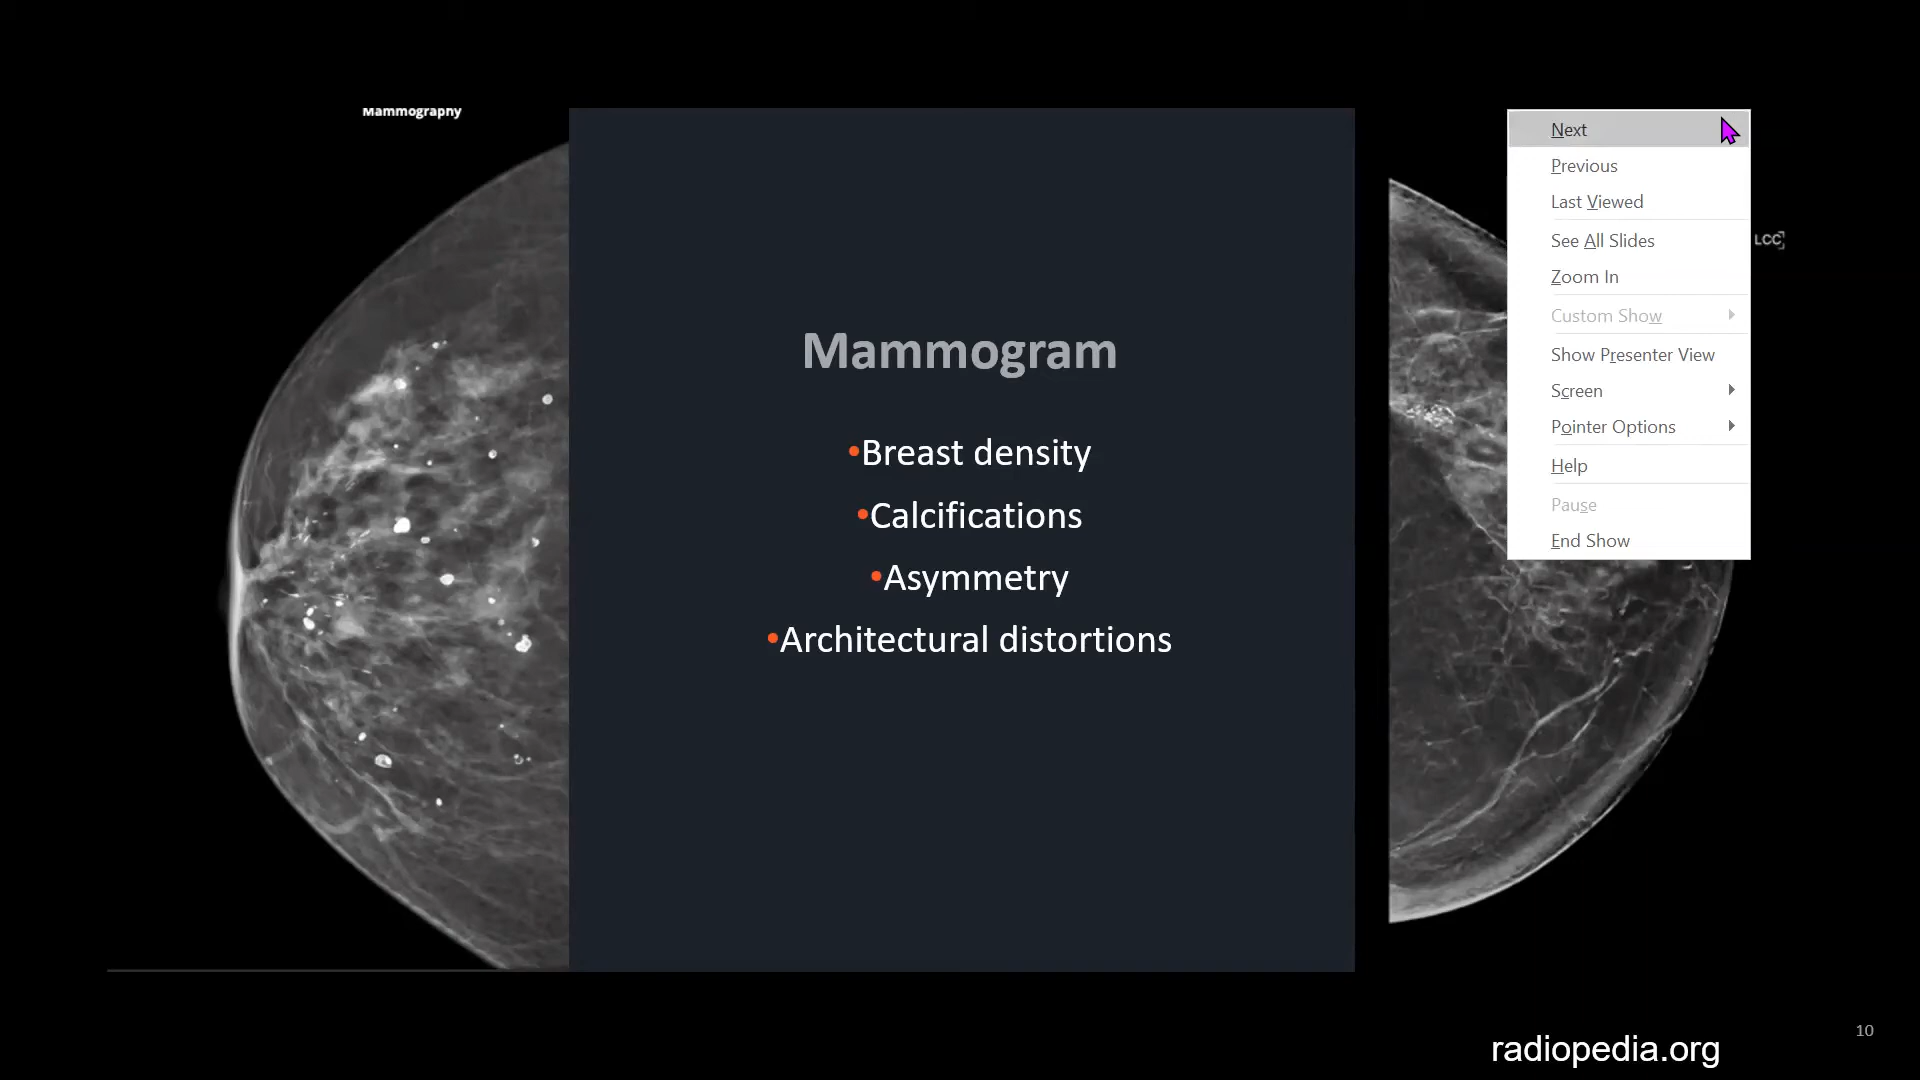 Mammography
Mammogram
•Breast density
•Calcifications
•Asymmetry
•Architectural distortions
Next
Previous
Last Viewed
See All Slides
Zoom In
Custom Show
Show Presenter View
Screen
Pointer Options
Help
Pause
End Show
LCC
radiopedia.org
10